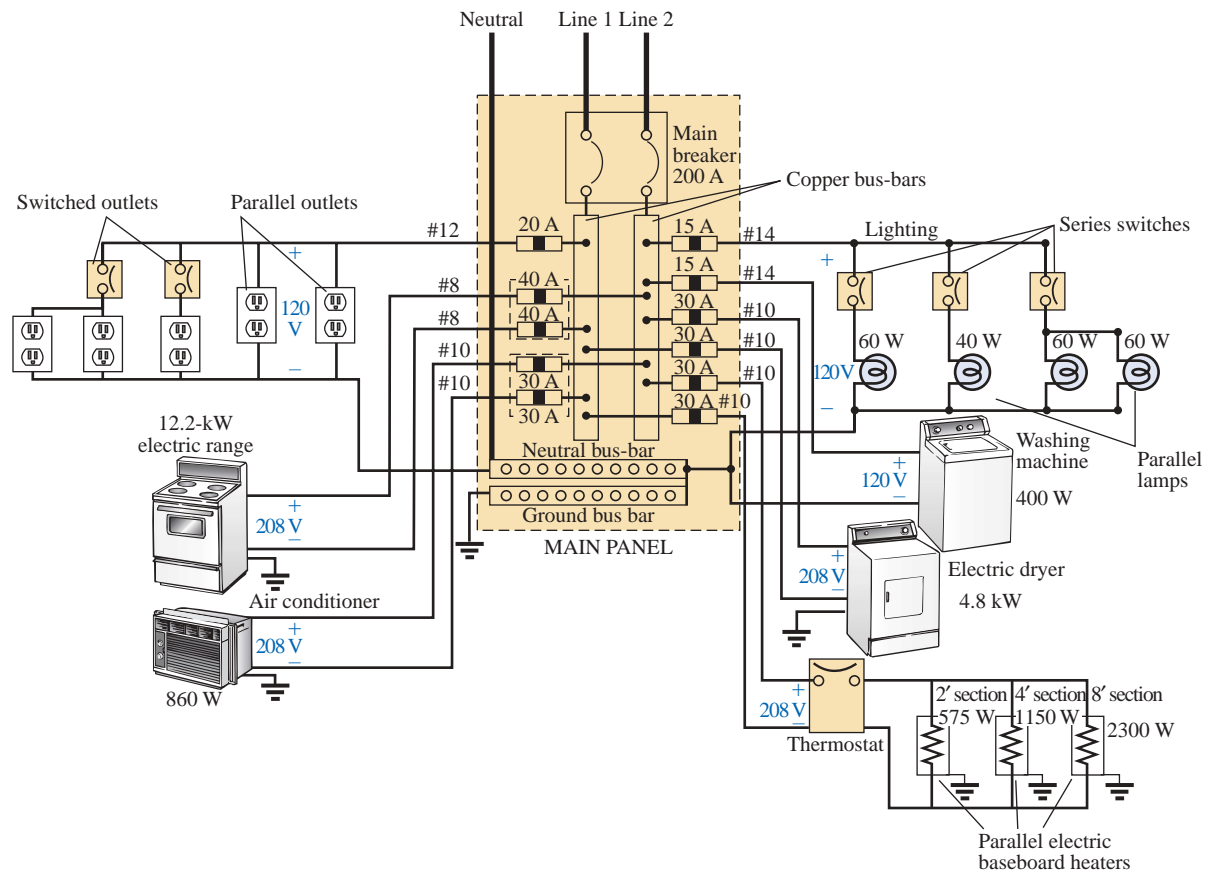 Neutral
Line 1
Line 2
Main
breaker
200 A
Copper bus-bars
Switched outlets
Parallel outlets
#12
20 A
15 A
#14
Lighting
Series switches
+
120
V
–
#8
40 A
#8
40 A
#10
30 A
#10
30 A
15 A
#14
30 A
#10
30 A
#10
30 A
#10
30 A
#10
+
120 V
–
60 W
40 W
60 W
60 W
Parallel
lamps
12.2-kW
electric range
+
208 V
–
Neutral bus-bar
Ground bus bar
MAIN PANEL
Washing
machine
400 W
+
120 V
–
Air conditioner
+
208 V
–
860 W
+
208 V
–
Electric dryer
4.8 kW
+
208 V
–
Thermostat
2′ section
575 W
4′ section
1150 W
8′ section
2300 W
Parallel electric
baseboard heaters